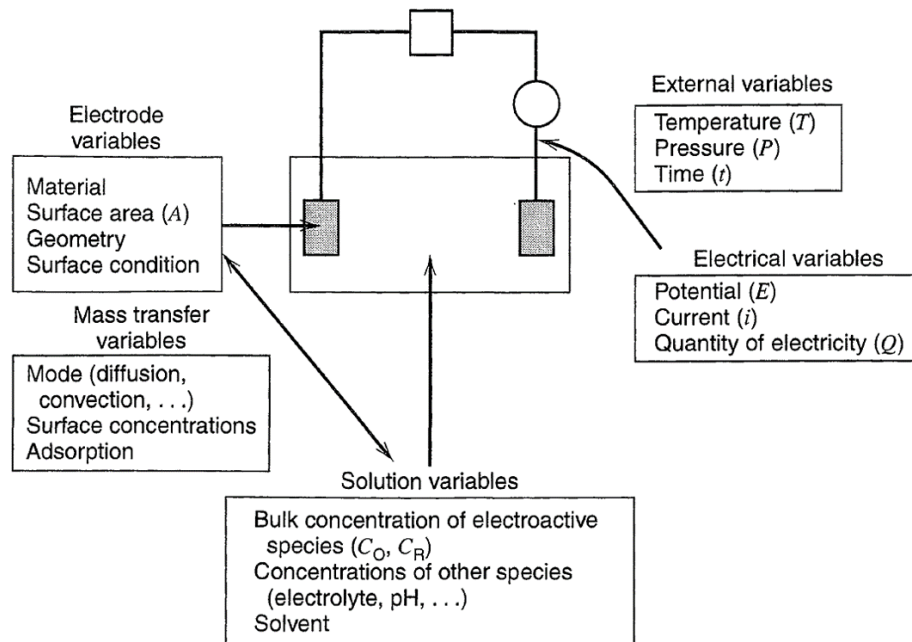 Electrode
variables
Material
Surface area (A)
Geometry
Surface condition
Mass transfer
variables
Mode (diffusion,
convection, . . .)
Surface concentrations
Adsorption
External variables
Temperature (T)
Pressure (P)
Time (t)
Electrical variables
Potential (E)
Current (i)
Quantity of electricity (Q)
Solution variables
Bulk concentration of electroactive
species (C_O, C_R)
Concentrations of other species
(electrolyte, pH, . . .)
Solvent